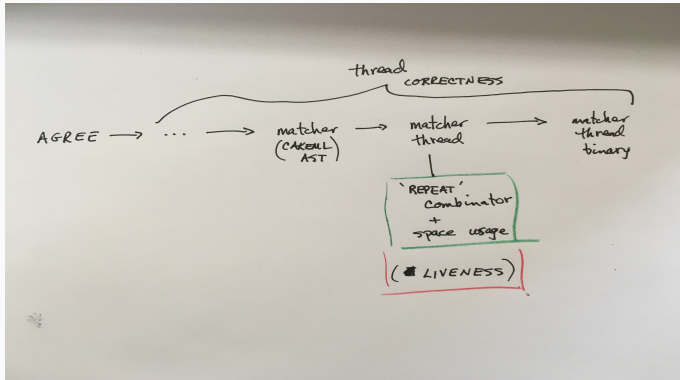 thread
CORRECTNESS
AGREE → ... → matcher → matcher → matcher
(CAKEML thread thread
AST) binary
'REPEAT'
combinator
+
space usage
(LIVENESS)